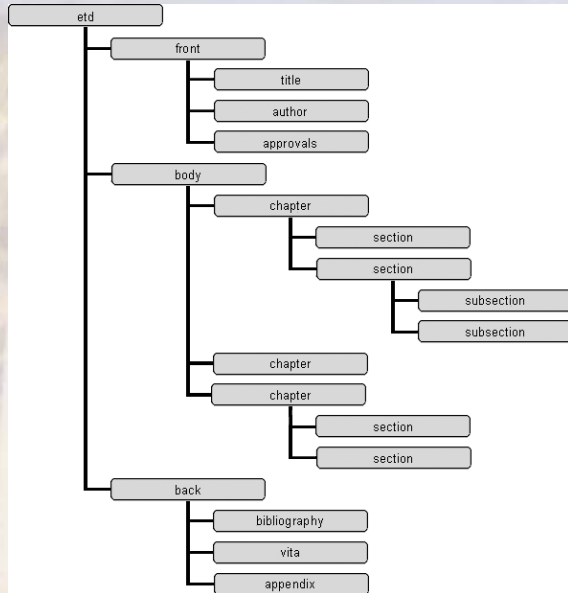 etd
front
title
author
approvals
body
chapter
section
section
subsection
subsection
chapter
chapter
section
section
back
bibliography
vita
appendix